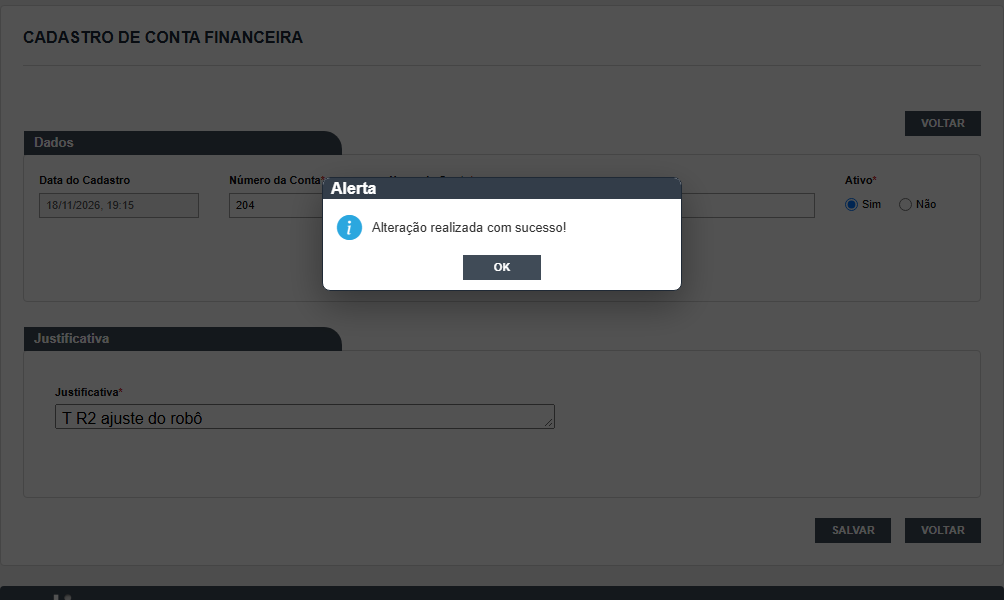 CADASTRO DE CONTA FINANCEIRA
VOLTAR
Dados
Data do Cadastro
Número da Conta*
Ativo*
18/11/2026, 19:15
204
Sim
Não
Alerta
Alteração realizada com sucesso!
OK
Justificativa
Justificativa*
T R2 ajuste do robô
SALVAR
VOLTAR